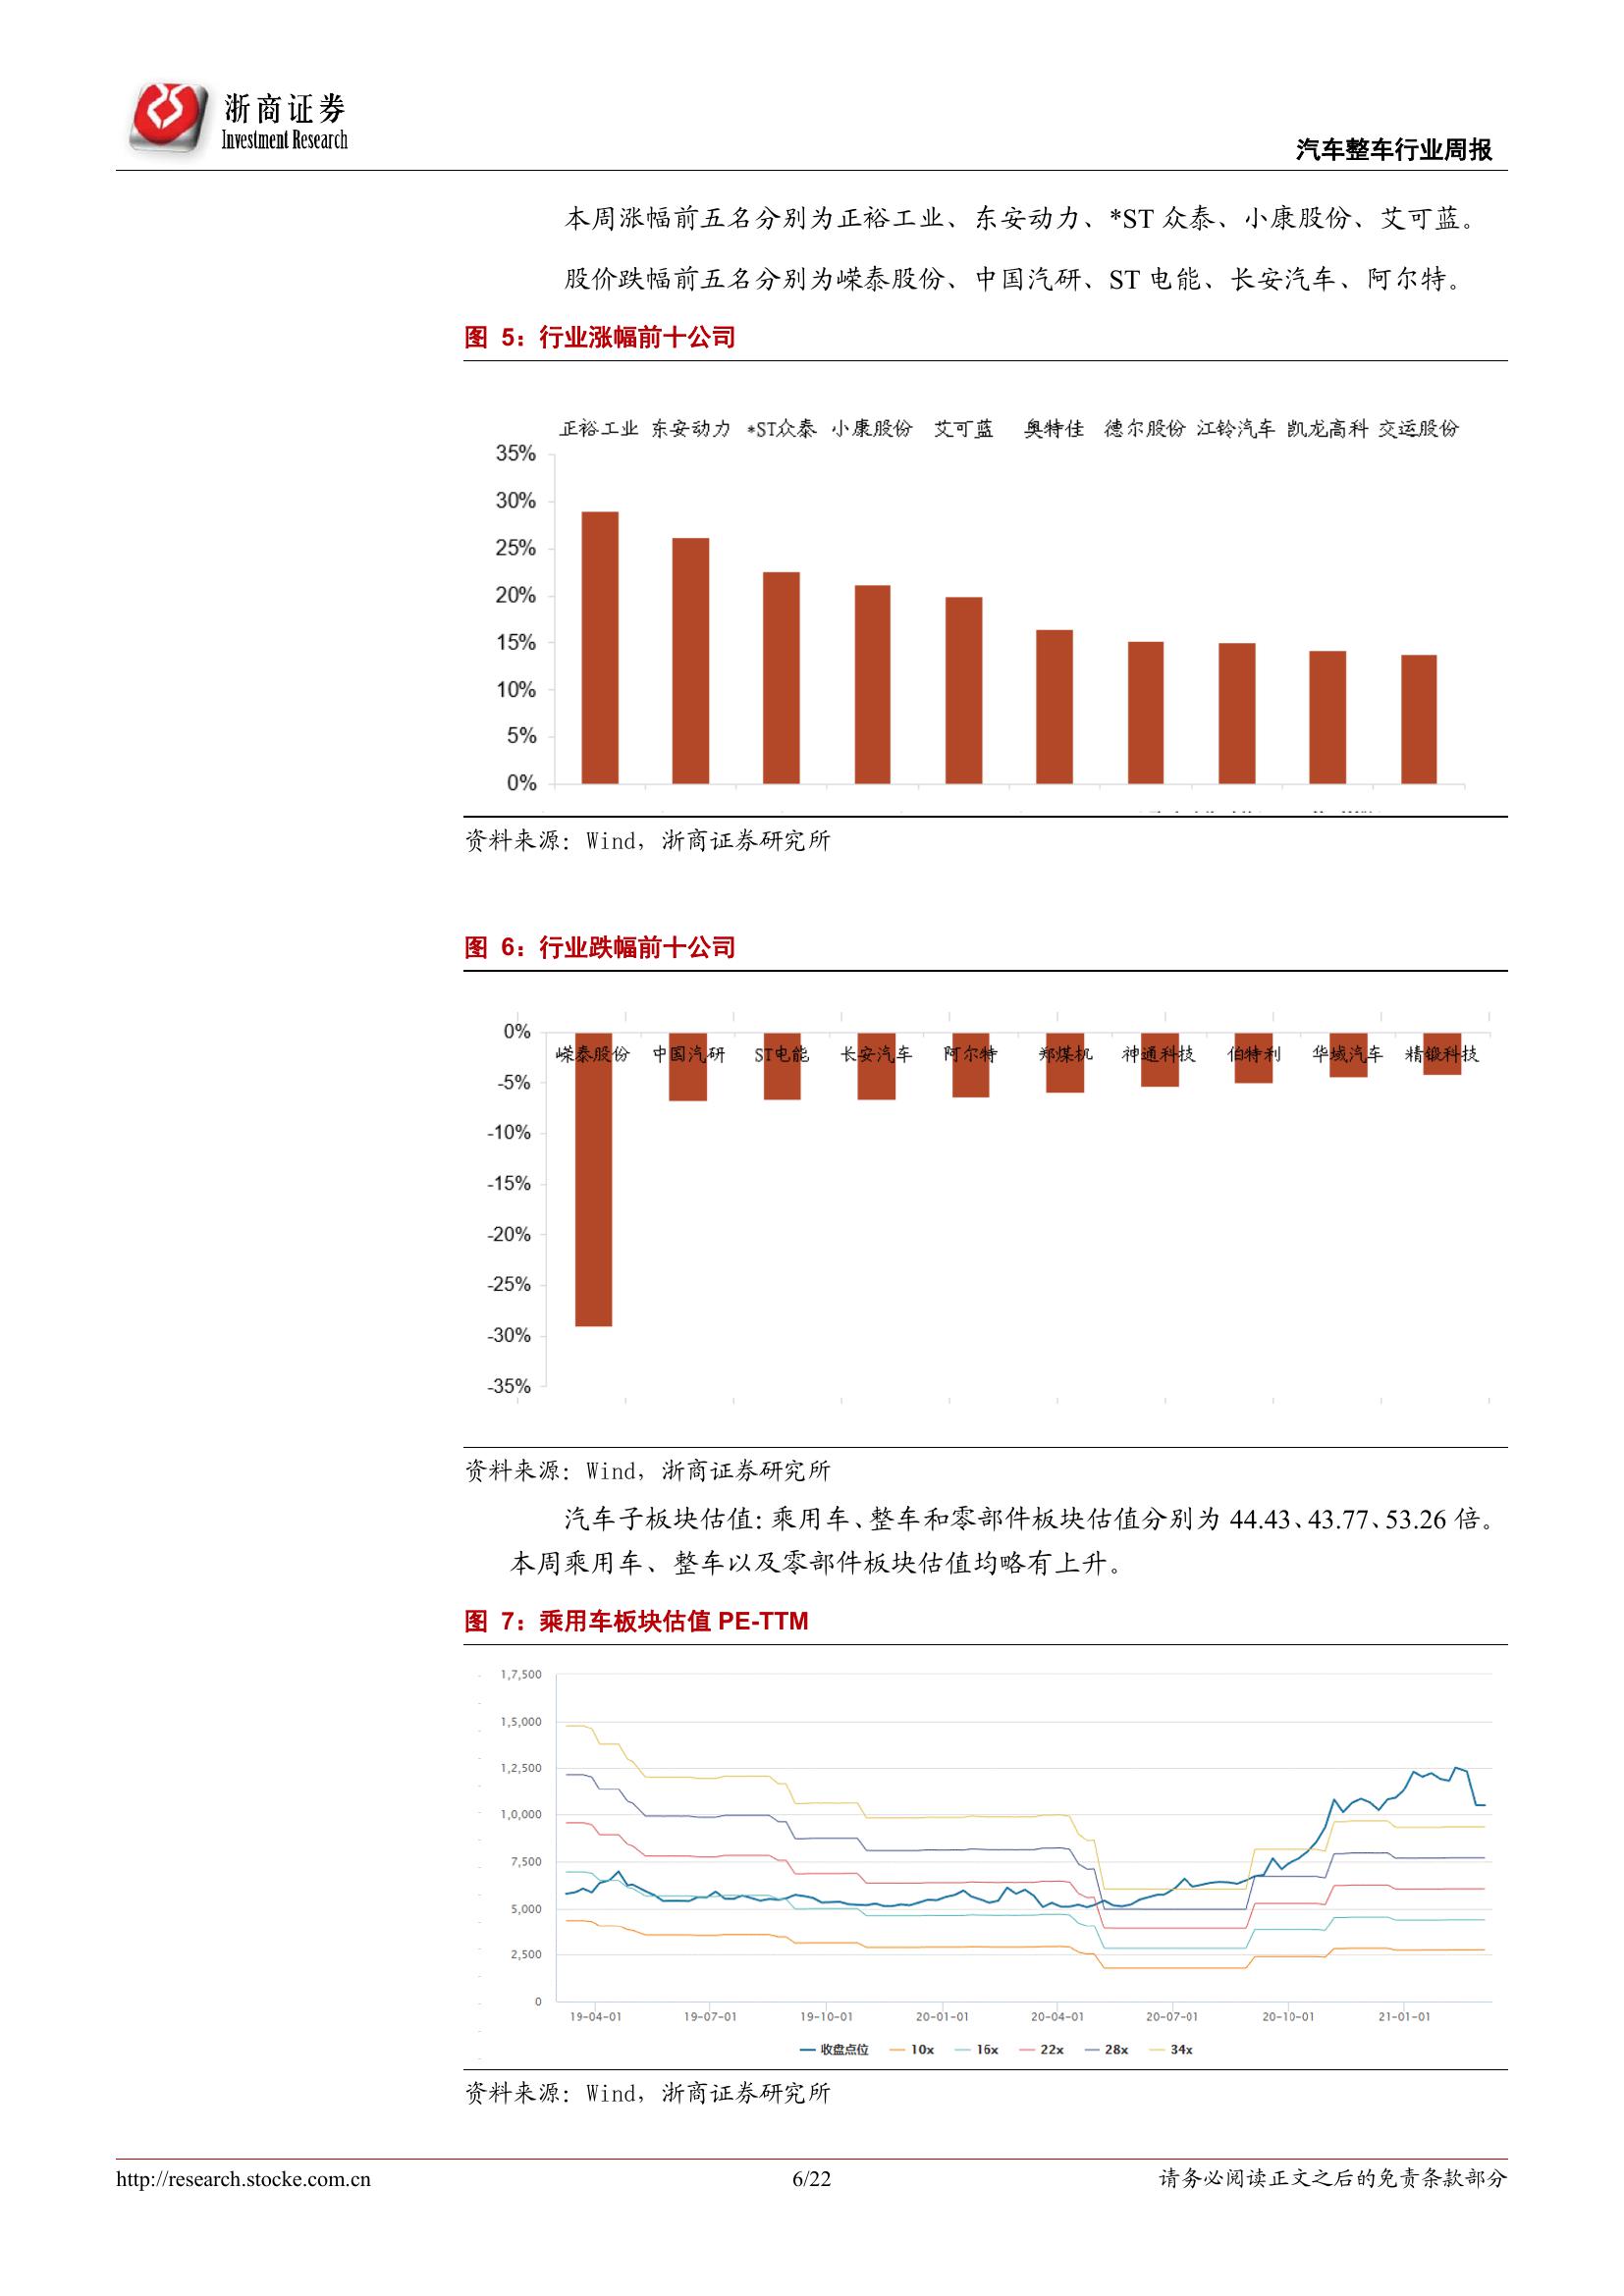 浙商证券
Investment Research
汽车整车行业周报
本周涨幅前五名分别为正裕工业、东安动力、*ST 众泰、小康股份、艾可蓝。
股价跌幅前五名分别为嵘泰股份、中国汽研、ST 电能、长安汽车、阿尔特。
图 5：行业涨幅前十公司
正裕工业 东安动力 *ST众泰 小康股份 艾可蓝 奥特佳 德尔股份 江铃汽车 凯龙高科 交运股份
35%
30%
25%
20%
15%
10%
5%
0%
资料来源：Wind，浙商证券研究所
图 6：行业跌幅前十公司
0%
嵘泰股份 中国汽研 ST电能 长安汽车 阿尔特 郑煤机 神通科技 伯特利 华域汽车 精锻科技
-5%
-10%
-15%
-20%
-25%
-30%
-35%
资料来源：Wind，浙商证券研究所
汽车子板块估值：乘用车、整车和零部件板块估值分别为 44.43、43.77、53.26 倍。
本周乘用车、整车以及零部件板块估值均略有上升。
图 7：乘用车板块估值 PE-TTM
1,7,500
1,5,000
1,2,500
1,0,000
7,500
5,000
2,500
0
19-04-01 19-07-01 19-10-01 20-01-01 20-04-01 20-07-01 20-10-01 21-01-01
收盘点位 10x 16x 22x 28x 34x
资料来源：Wind，浙商证券研究所
http://research.stocke.com.cn 6/22 请务必阅读正文之后的免责条款部分